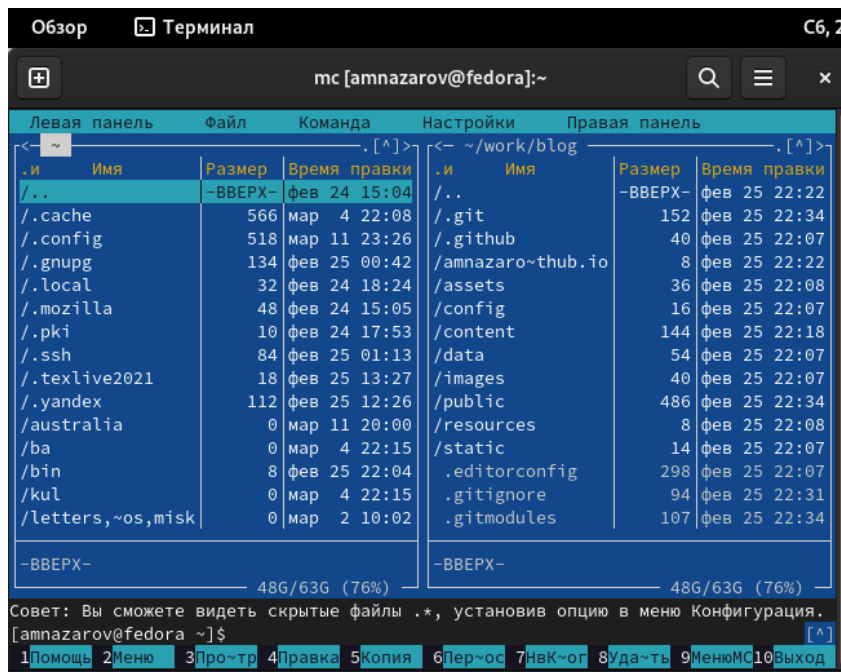 Обзор Терминал Сб, 2
mc [amnazarov@fedora]:~
Левая панель Файл Команда Настройки Правая панель
<— ~ .[^]> <— ~/work/blog .[^]>
.и Имя Размер Время правки .и Имя Размер Время правки
/.. -ВВЕРХ- фев 24 15:04 /.. -ВВЕРХ- фев 25 22:22
/.cache 566 мар 4 22:08 /.git 152 фев 25 22:34
/.config 518 мар 11 23:26 /.github 40 фев 25 22:07
/.gnupg 134 фев 25 00:42 /amnazaro~thub.io 8 фев 25 22:22
/.local 32 фев 24 18:24 /assets 36 фев 25 22:08
/.mozilla 48 фев 24 15:05 /config 16 фев 25 22:07
/.pki 10 фев 24 17:53 /content 144 фев 25 22:18
/.ssh 84 фев 25 01:13 /data 54 фев 25 22:07
/.texlive2021 18 фев 25 13:27 /images 40 фев 25 22:07
/.yandex 112 фев 25 12:26 /public 486 фев 25 22:34
/australia 0 мар 11 20:00 /resources 8 фев 25 22:08
/ba 0 мар 4 22:15 /static 14 фев 25 22:07
/bin 8 фев 25 22:04 .editorconfig 298 фев 25 22:07
/kul 0 мар 4 22:15 .gitignore 94 фев 25 22:31
/letters,~os,misk 0 мар 2 10:02 .gitmodules 107 фев 25 22:34
-ВВЕРХ- -ВВЕРХ-
48G/63G (76%) 48G/63G (76%)
Совет: Вы сможете видеть скрытые файлы .*, установив опцию в меню Конфигурация.
[amnazarov@fedora ~]$ [^]
1Помощь 2Меню 3Про~тр 4Правка 5Копия 6Пер~ос 7НвК~ог 8Уда~ть 9МенюМС 10Выход